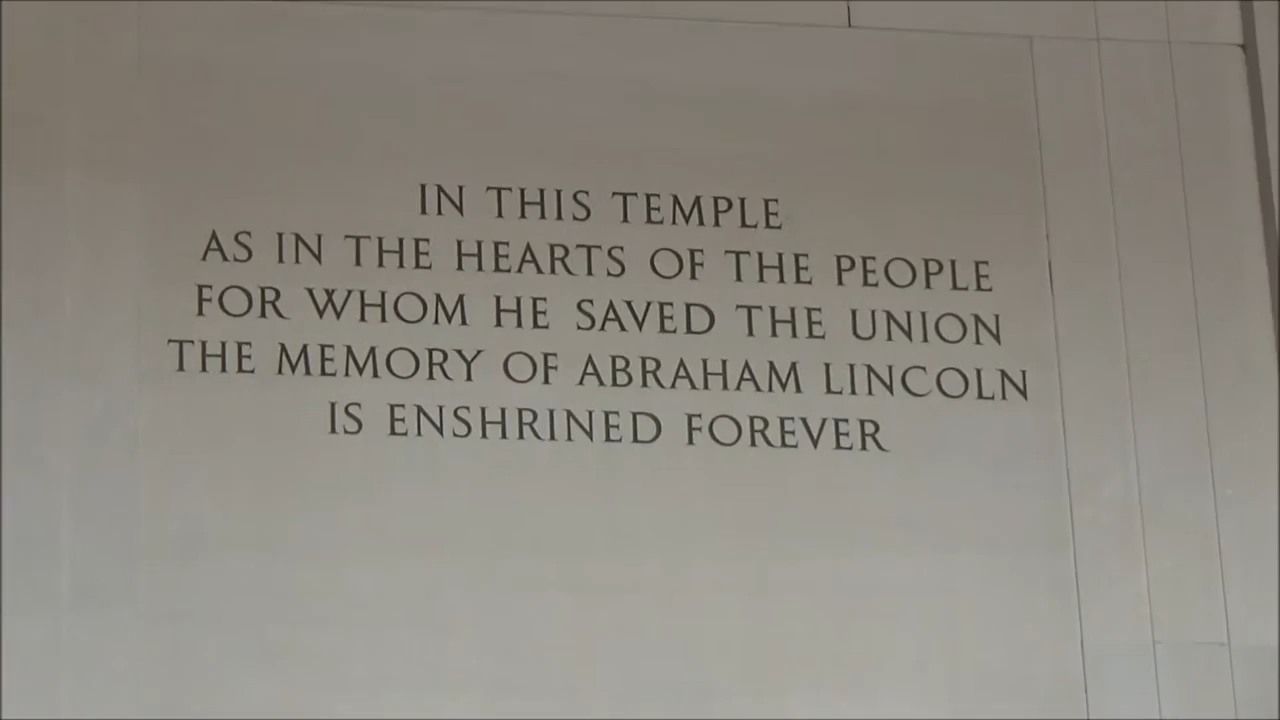 IN THIS TEMPLE
AS IN THE HEARTS OF THE PEOPLE
FOR WHOM HE SAVED THE UNION
THE MEMORY OF ABRAHAM LINCOLN
IS ENSHRINED FOREVER